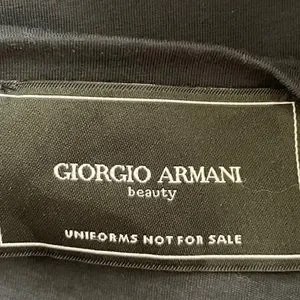 GIORGIO ARMANI
beauty
UNIFORMS NOT FOR SALE